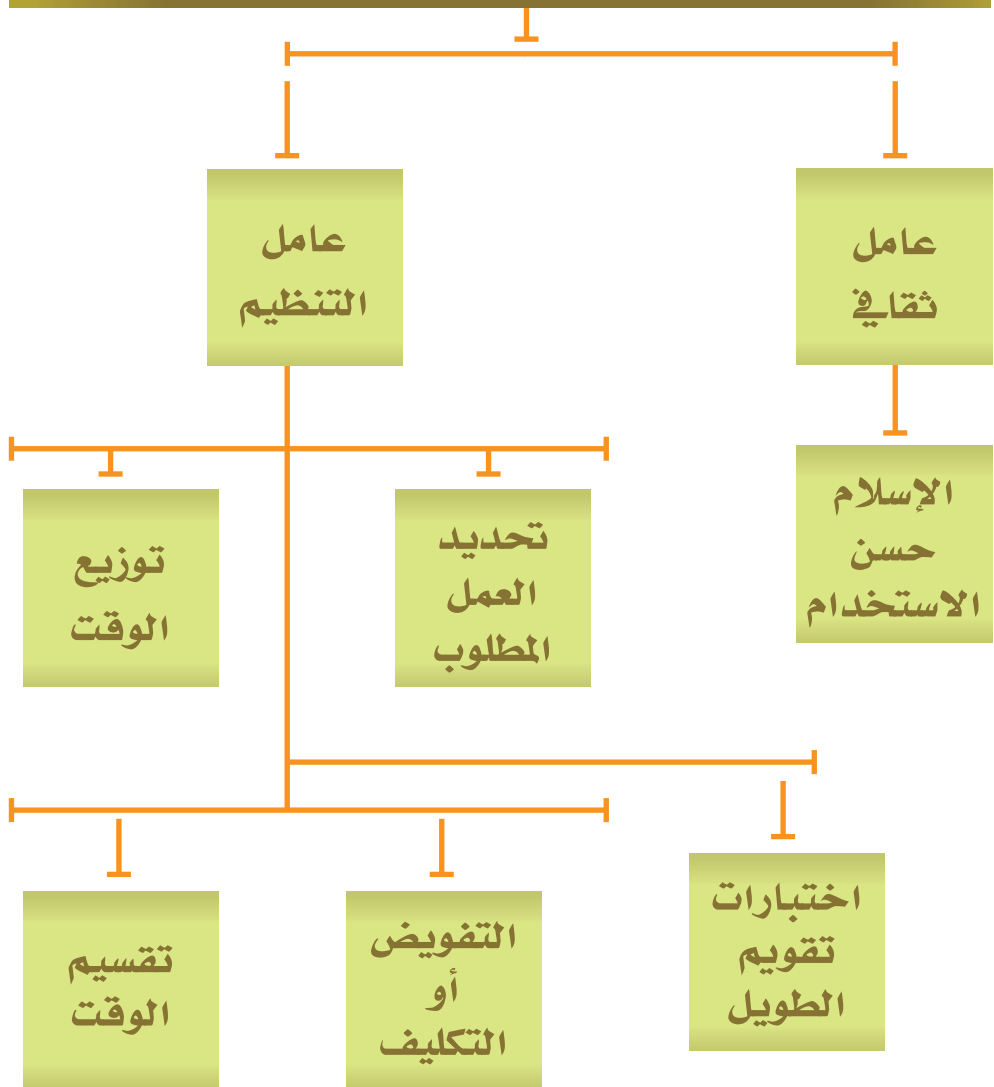 عامل
ثقافي
عامل
التنظيم
الإسلام
حسن
الاستخدام
تحديد
العمل
المطلوب
توزيع
الوقت
اختبارات
تقويم
الطويل
التفويض
أو
التكليف
تقسيم
الوقت